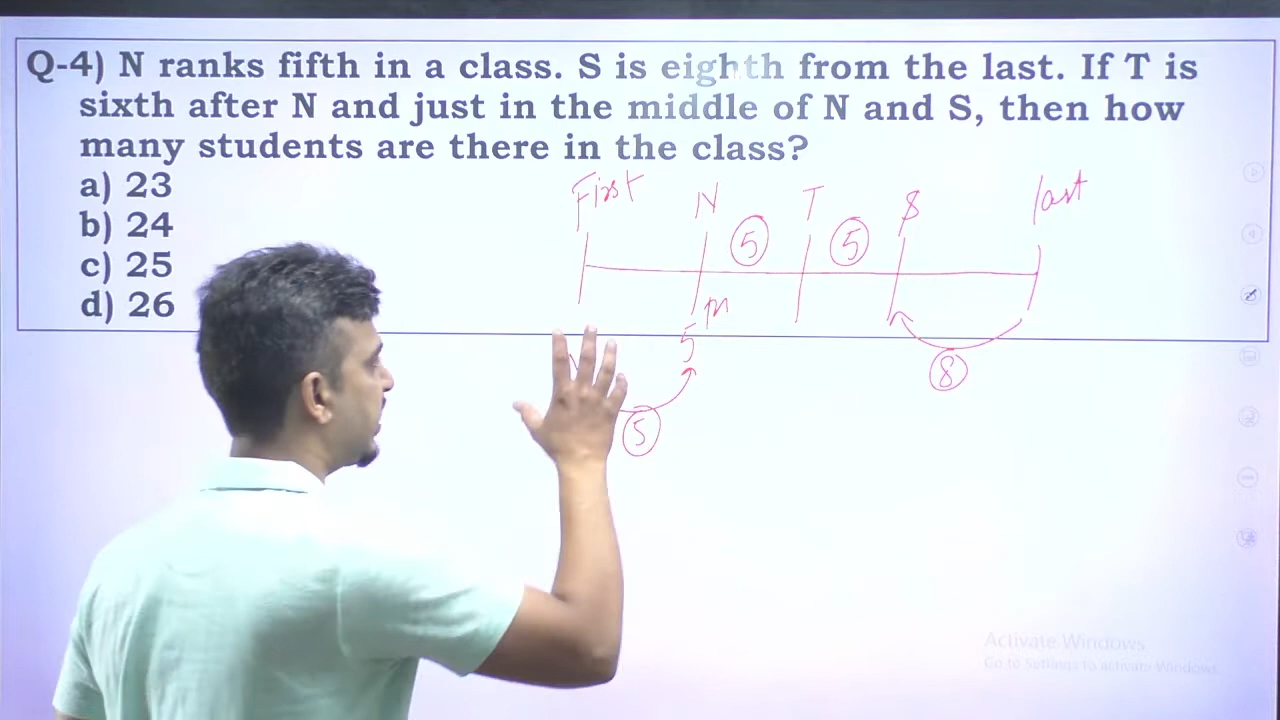 Q-4) N ranks fifth in a class. S is eighth from the last. If T is
sixth after N and just in the middle of N and S, then how
many students are there in the class?
a) 23
b) 24
c) 25
d) 26
First N T S last
5 5
5 th
8
5
Activate Windows
Go to Settings to activate Windows.